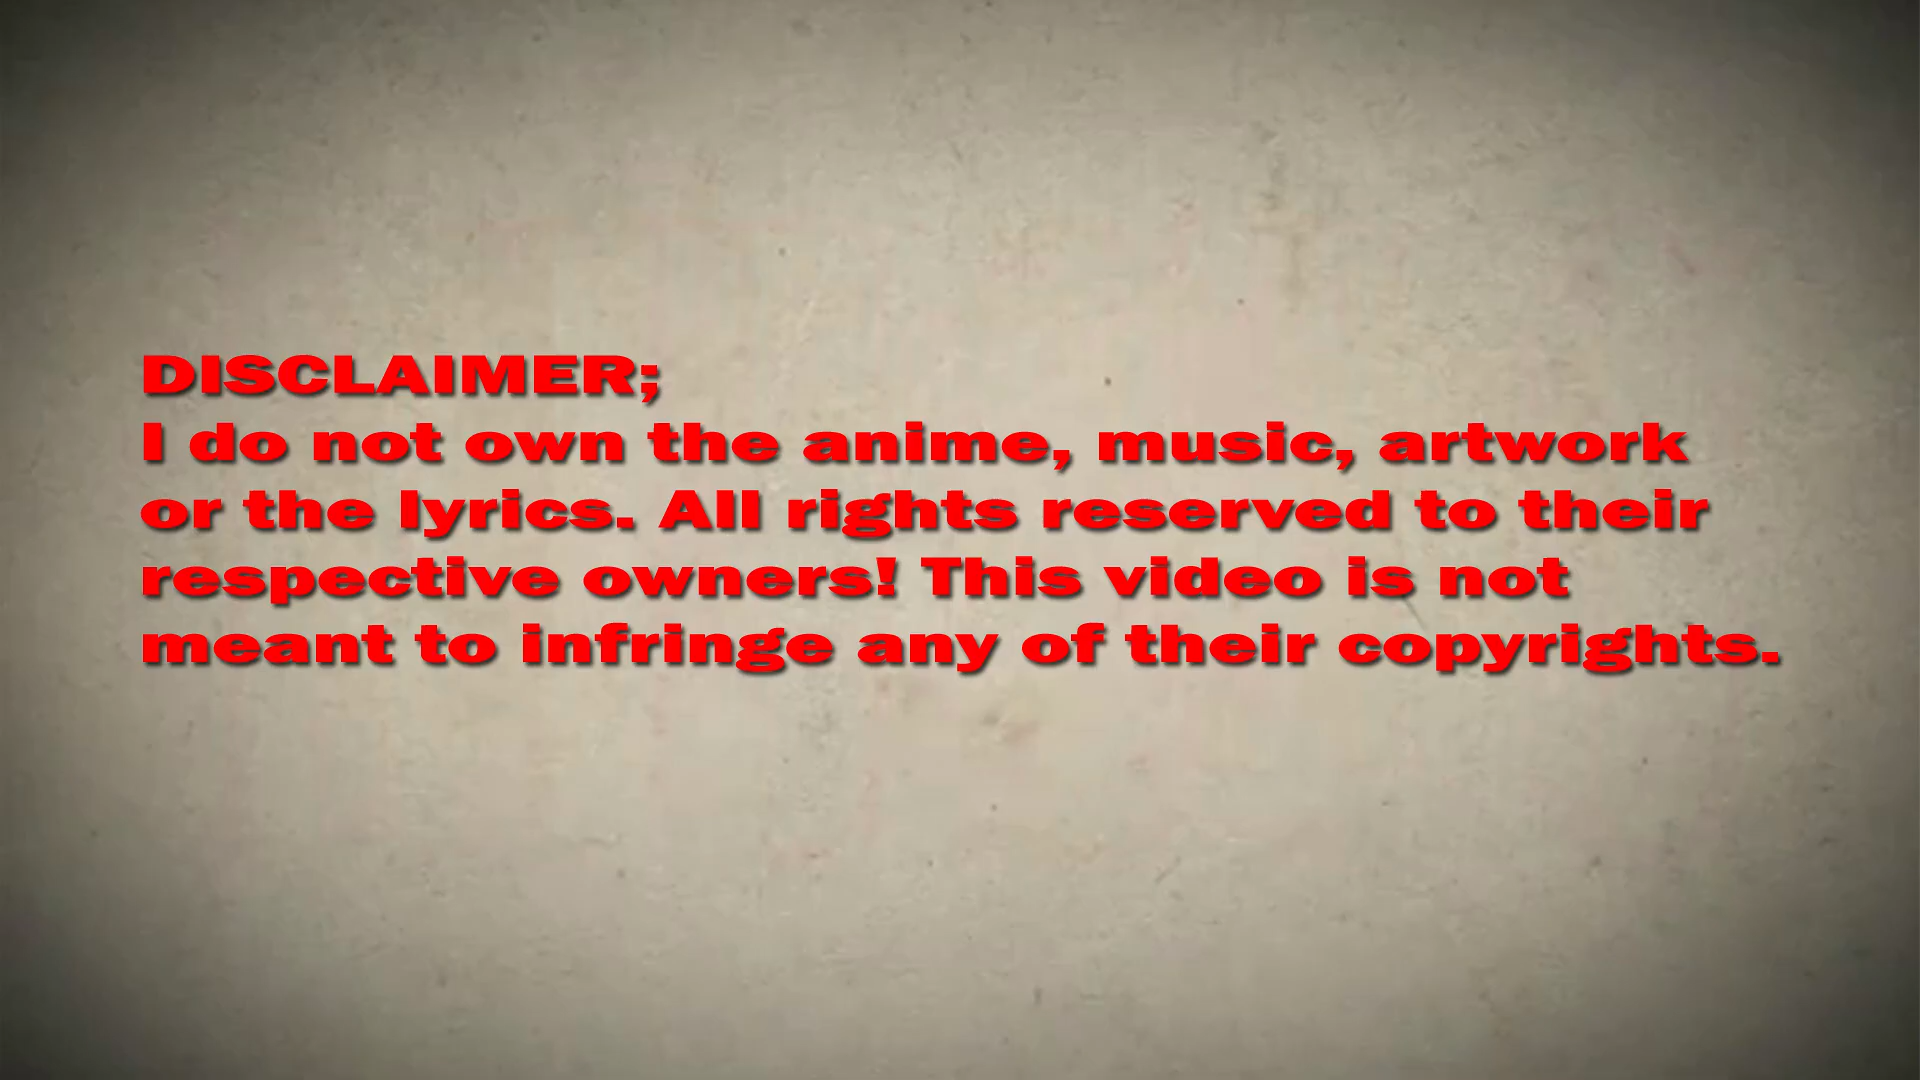 DISCLAIMER;
I do not own the anime, music, artwork
or the lyrics. All rights reserved to their
respective owners! This video is not
meant to infringe any of their copyrights.